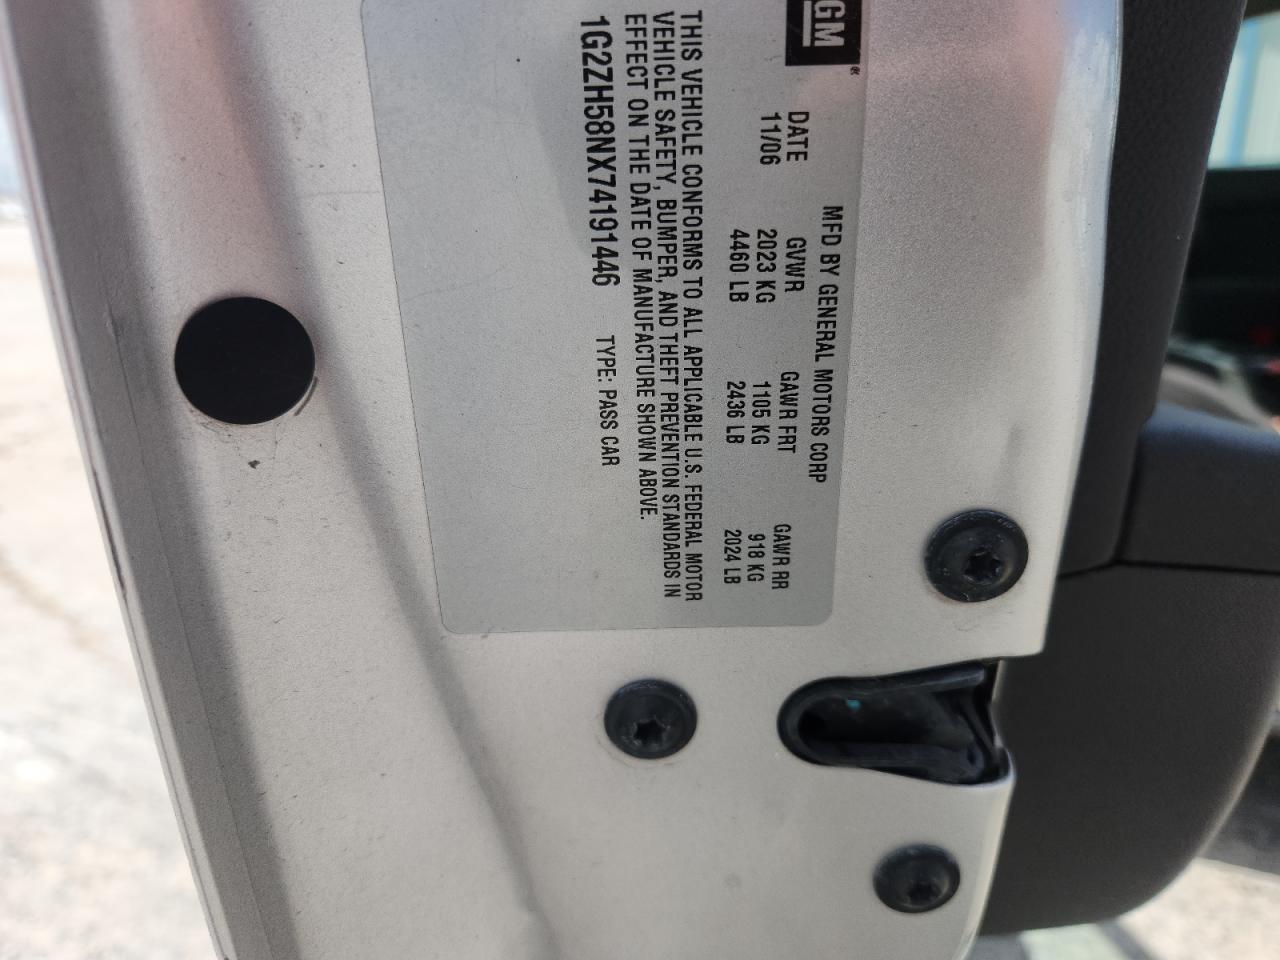 GM®
MFD BY GENERAL MOTORS CORP
DATE GVWR GAWR FRT GAWR RR
11/06 2023 KG 1105 KG 918 KG
4460 LB 2436 LB 2024 LB
THIS VEHICLE CONFORMS TO ALL APPLICABLE U.S. FEDERAL MOTOR
VEHICLE SAFETY, BUMPER, AND THEFT PREVENTION STANDARDS IN
EFFECT ON THE DATE OF MANUFACTURE SHOWN ABOVE.
1G2ZH58NX74191446 TYPE: PASS CAR